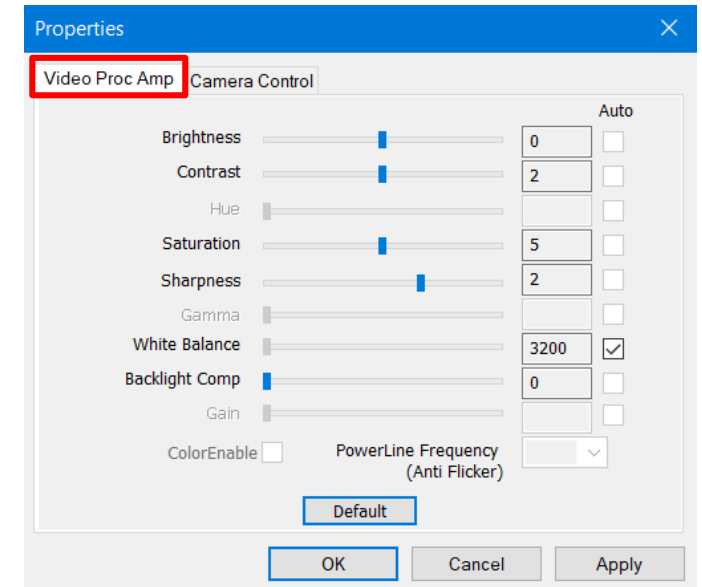 Properties
Video Proc Amp Camera Control
Auto
Brightness 0
Contrast 2
Hue
Saturation 5
Sharpness 2
Gamma
White Balance 3200
Backlight Comp 0
Gain
ColorEnable PowerLine Frequency
(Anti Flicker)
Default
OK Cancel Apply